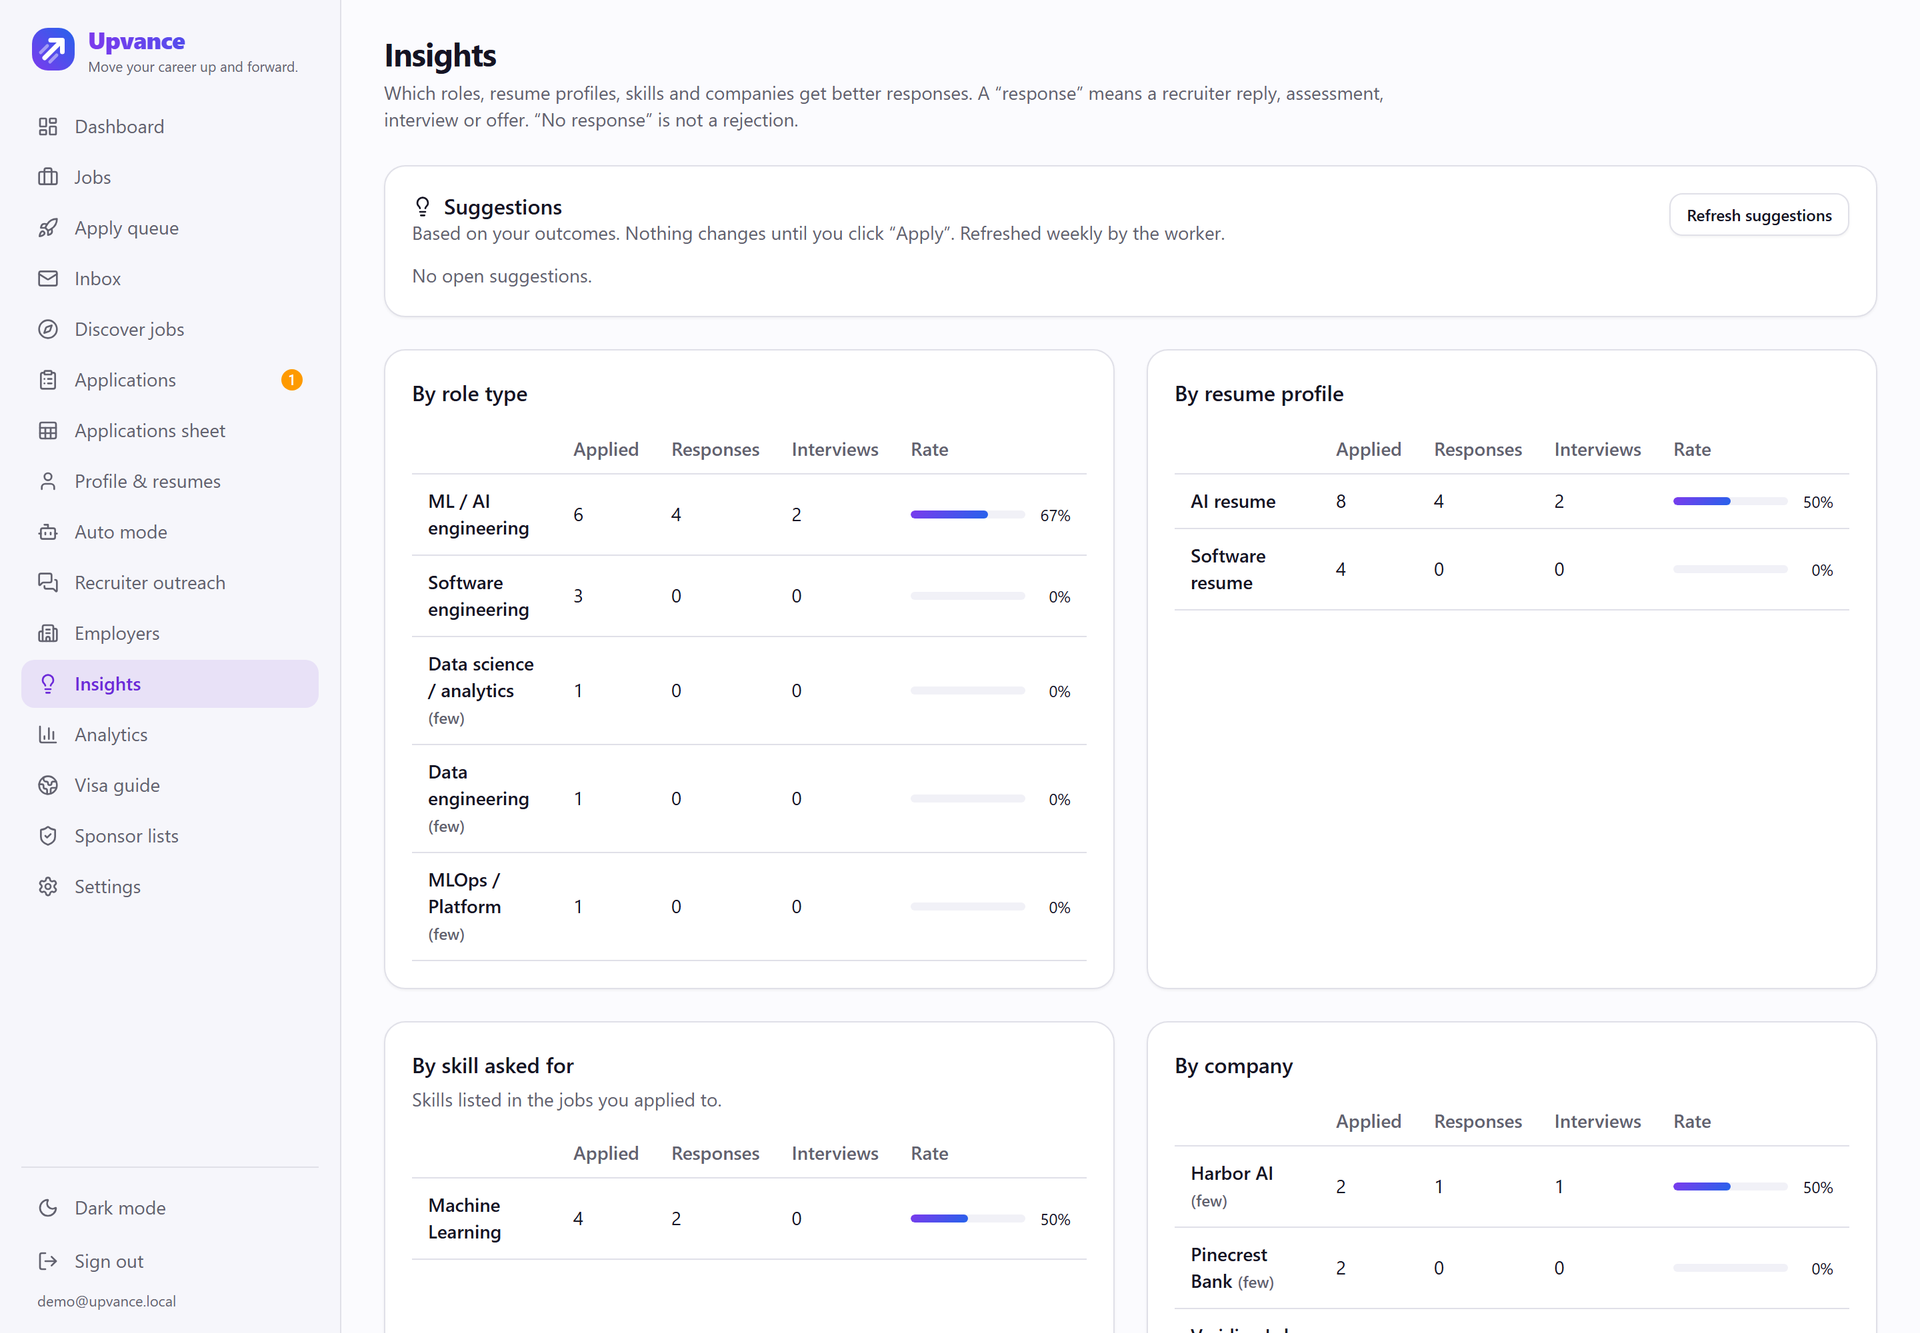 Upvance
Move your career up and forward.
Dashboard
Jobs
Apply queue
Inbox
Discover jobs
Applications 1
Applications sheet
Profile & resumes
Auto mode
Recruiter outreach
Employers
Insights
Analytics
Visa guide
Sponsor lists
Settings
Dark mode
Sign out
demo@upvance.local
Insights
Which roles, resume profiles, skills and companies get better responses. A “response” means a recruiter reply, assessment,
interview or offer. “No response” is not a rejection.
Suggestions
Based on your outcomes. Nothing changes until you click “Apply”. Refreshed weekly by the worker.
Refresh suggestions
No open suggestions.
By role type
Applied Responses Interviews Rate
ML / AI
engineering
6 4 2 67%
Software
engineering
3 0 0 0%
Data science
/ analytics
(few)
1 0 0 0%
Data
engineering
(few)
1 0 0 0%
MLOps /
Platform
(few)
1 0 0 0%
By resume profile
Applied Responses Interviews Rate
AI resume 8 4 2 50%
Software
resume
4 0 0 0%
By skill asked for
Skills listed in the jobs you applied to.
Applied Responses Interviews Rate
Machine
Learning
4 2 0 50%
By company
Applied Responses Interviews Rate
Harbor AI
(few)
2 1 1 50%
Pinecrest
Bank (few)
2 0 0 0%